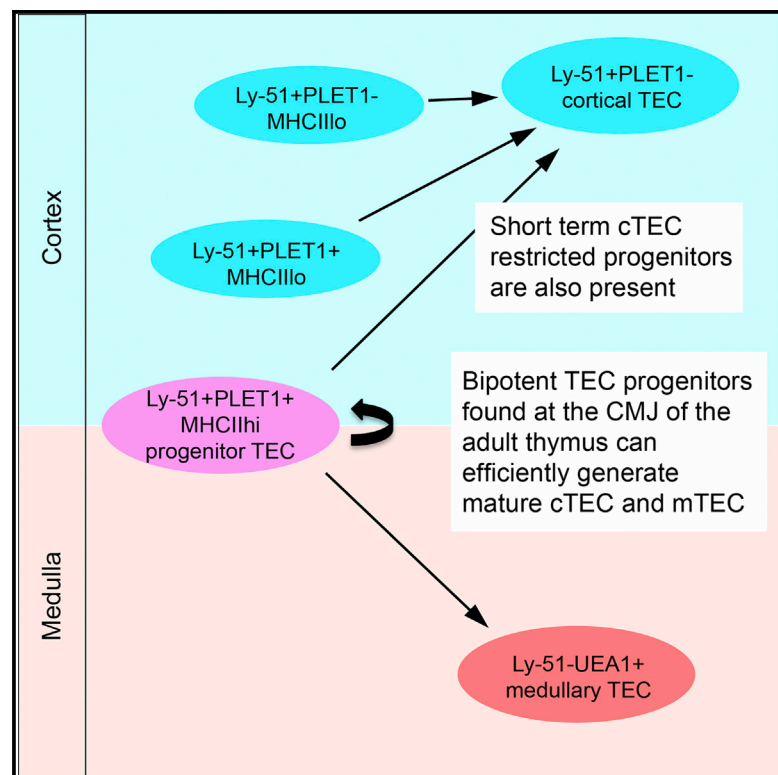 Cortex
Medulla
Ly-51+PLET1-
MHCIIlo
Ly-51+PLET1-
cortical TEC
Ly-51+PLET1+
MHCIIlo
Short term cTEC
restricted progenitors
are also present
Ly-51+PLET1+
MHCIIhi
progenitor TEC
Bipotent TEC progenitors
found at the CMJ of the
adult thymus can
efficiently generate
mature cTEC and mTEC
Ly-51-UEA1+
medullary TEC